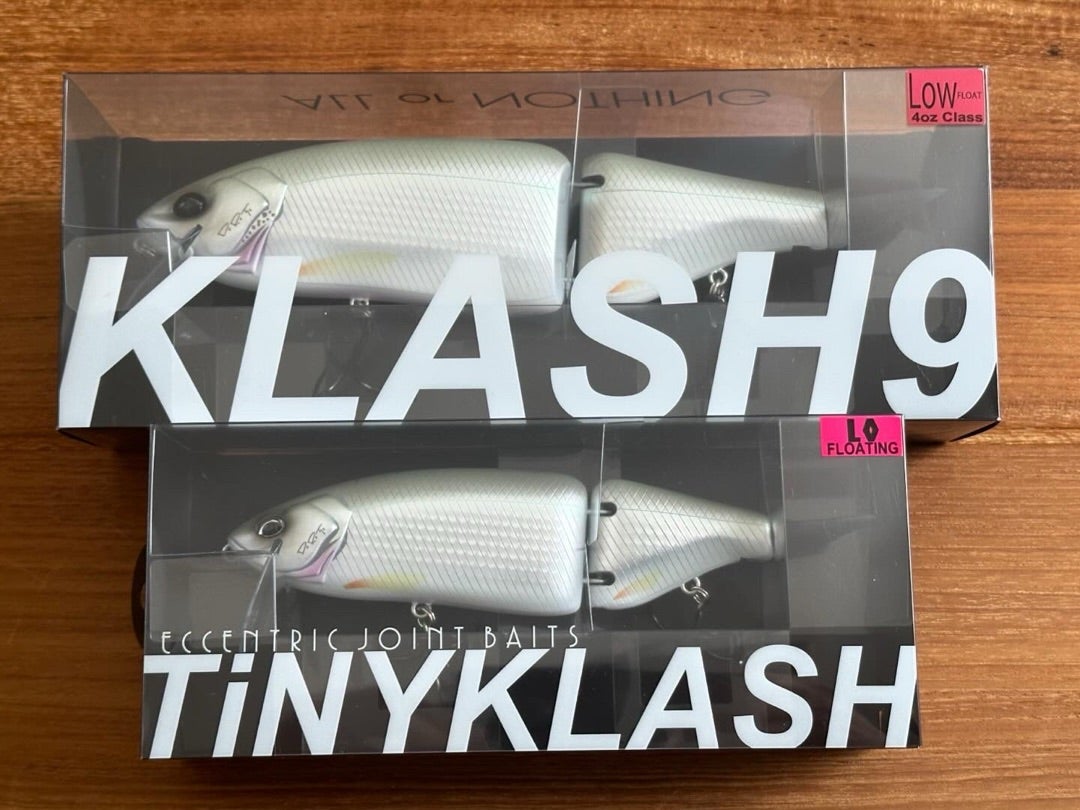 ALL or NOTHING
LOW FLOAT
4oz Class
D.R.T.
KLASH9
LO
FLOATING
D.R.T.
ECCENTRIC JOINT BAITS
TiNYKLASH